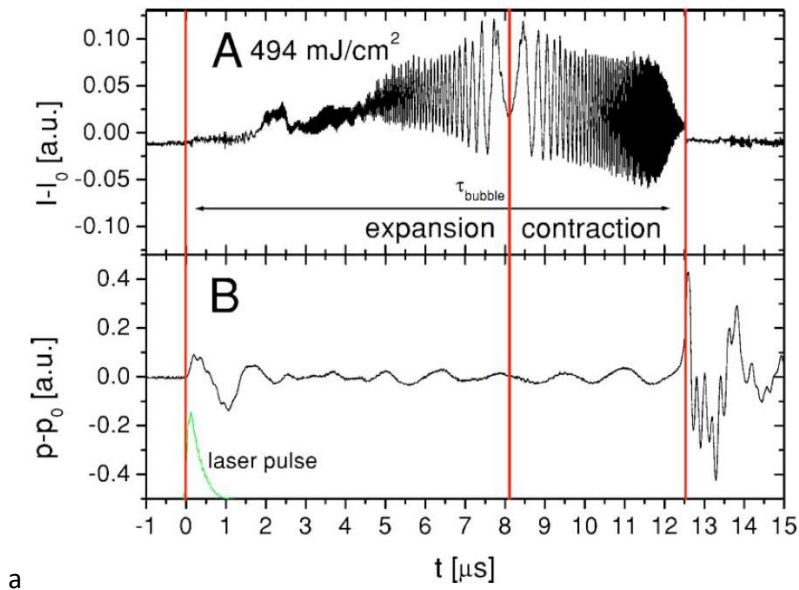 A 494 mJ/cm²
I-I₀ [a.u.]
0.10
0.05
0.00
-0.05
-0.10
τbubble
expansion contraction
B
p-p₀ [a.u.]
0.4
0.2
0.0
-0.2
-0.4
laser pulse
-1 0 1 2 3 4 5 6 7 8 9 10 11 12 13 14 15
t [μs]
a